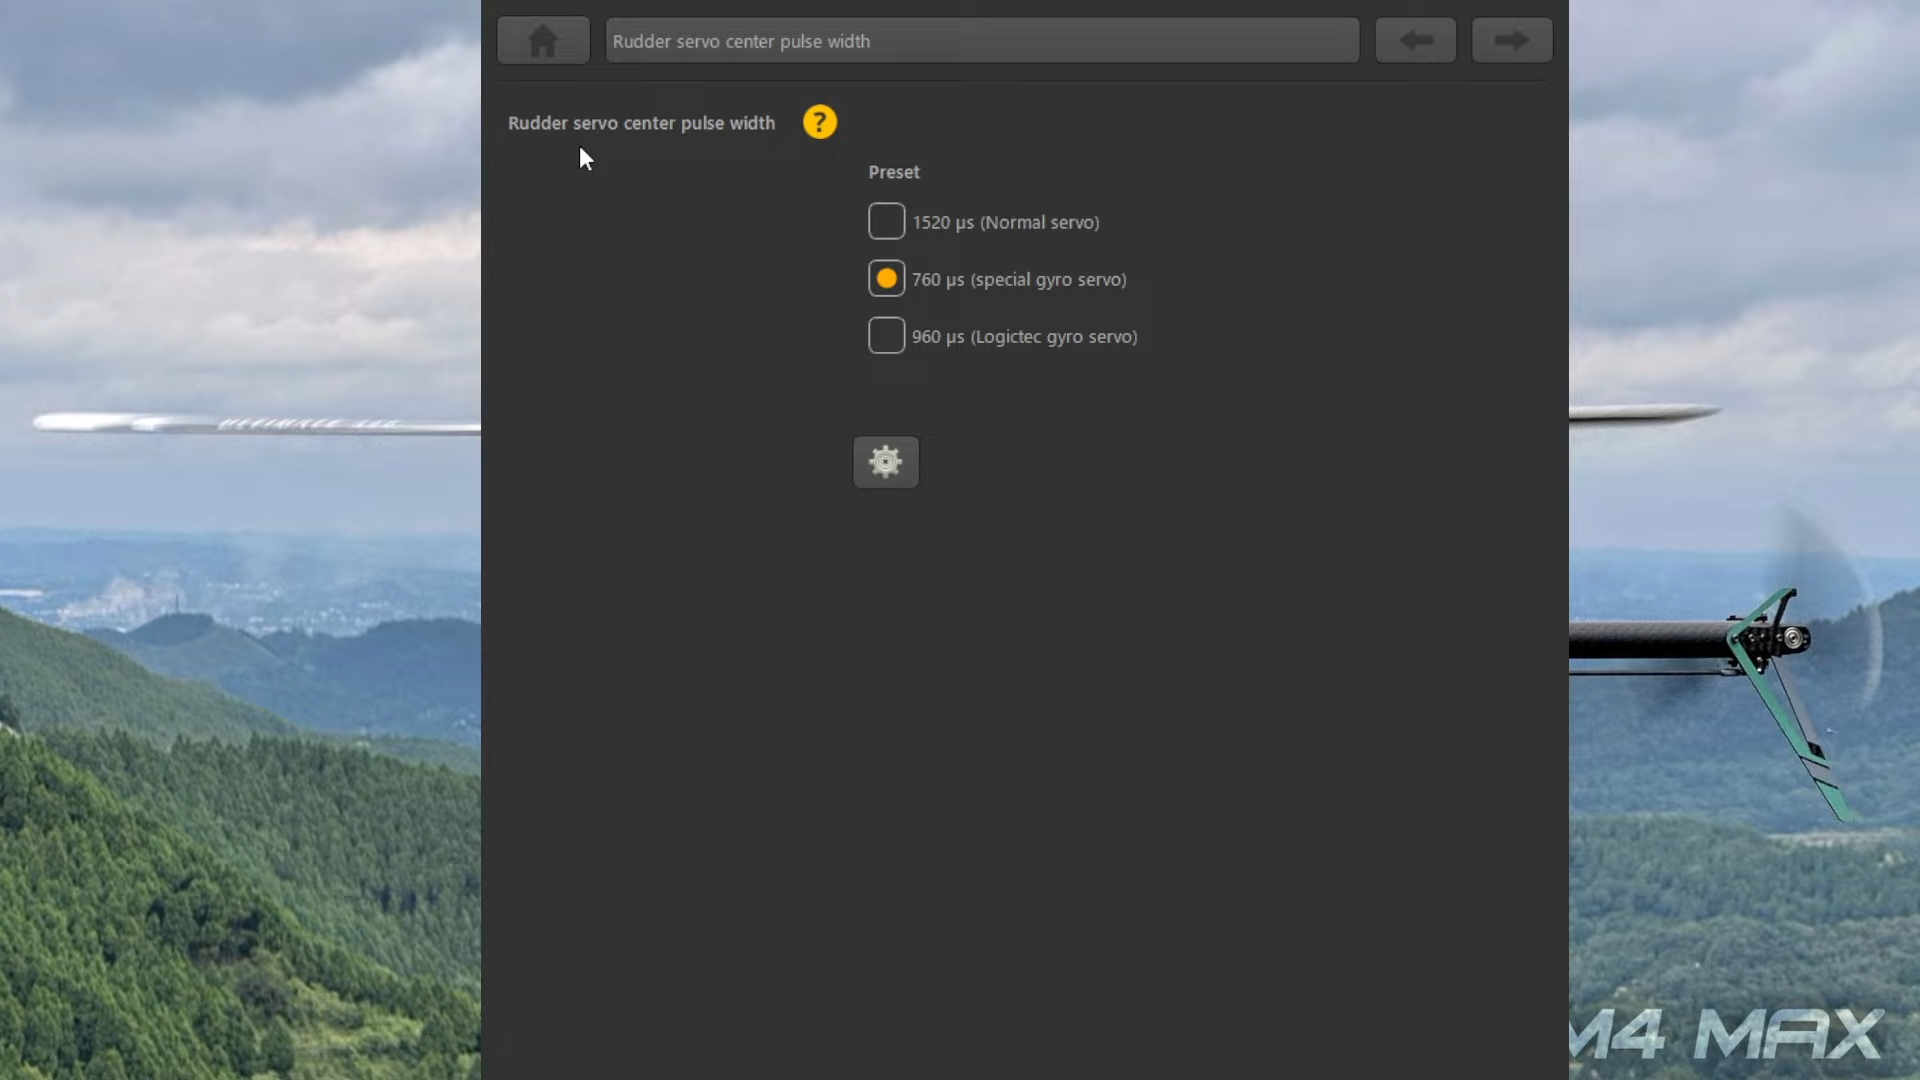 Rudder servo center pulse width
Rudder servo center pulse width
?
Preset
1520 µs (Normal servo)
760 µs (special gyro servo)
960 µs (Logictec gyro servo)
M4 MAX